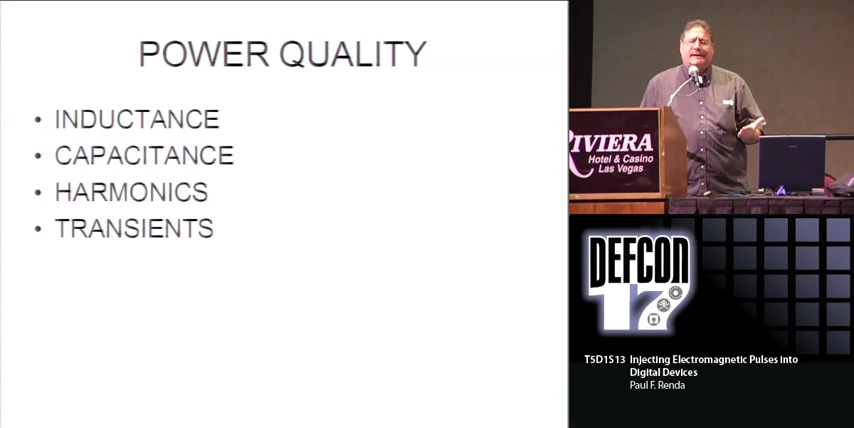 POWER QUALITY
• INDUCTANCE
• CAPACITANCE
• HARMONICS
• TRANSIENTS
RIVIERA
Hotel & Casino
Las Vegas
DEFCON
17
T5D1S13 Injecting Electromagnetic Pulses into
Digital Devices
Paul F. Renda